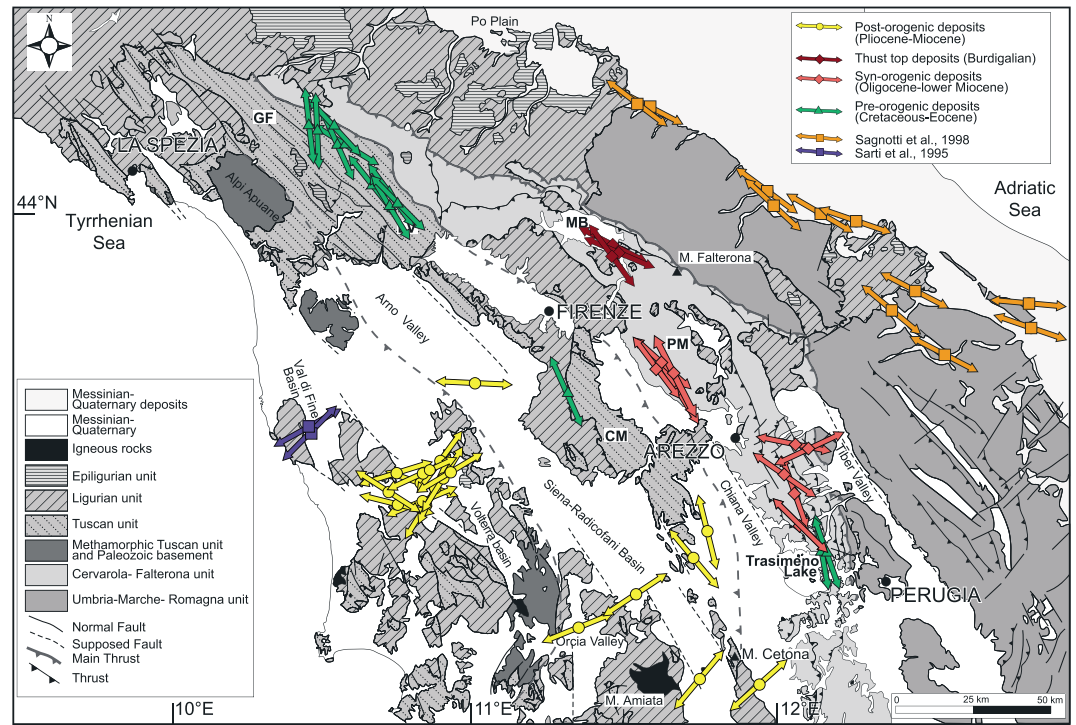 N
Po Plain
Post-orogenic deposits
(Pliocene-Miocene)
Thust top deposits (Burdigalian)
Syn-orogenic deposits
(Oligocene-lower Miocene)
Pre-orogenic deposits
(Cretaceous-Eocene)
Sagnotti et al., 1998
Sarti et al., 1995
GF
LA SPEZIA
Alpi Apuane
44°N
Tyrrhenian
Sea
Adriatic
Sea
MB
M. Falterona
Arno Valley
FIRENZE
PM
Val di Fine
Basin
CM
AREZZO
Tiber Valley
Chiana Valley
Siena-Radicofani Basin
Volterra basin
Trasimeno
Lake
PERUGIA
Orcia Valley
M. Cetona
M. Amiata
Messinian-
Quaternary deposits
Messinian-
Quaternary
Igneous rocks
Epiligurian unit
Ligurian unit
Tuscan unit
Methamorphic Tuscan unit
and Paleozoic basement
Cervarola- Falterona unit
Umbria-Marche- Romagna unit
Normal Fault
Supposed Fault
Main Thrust
Thrust
10°E
11°E
12°E
0 25 km 50 km